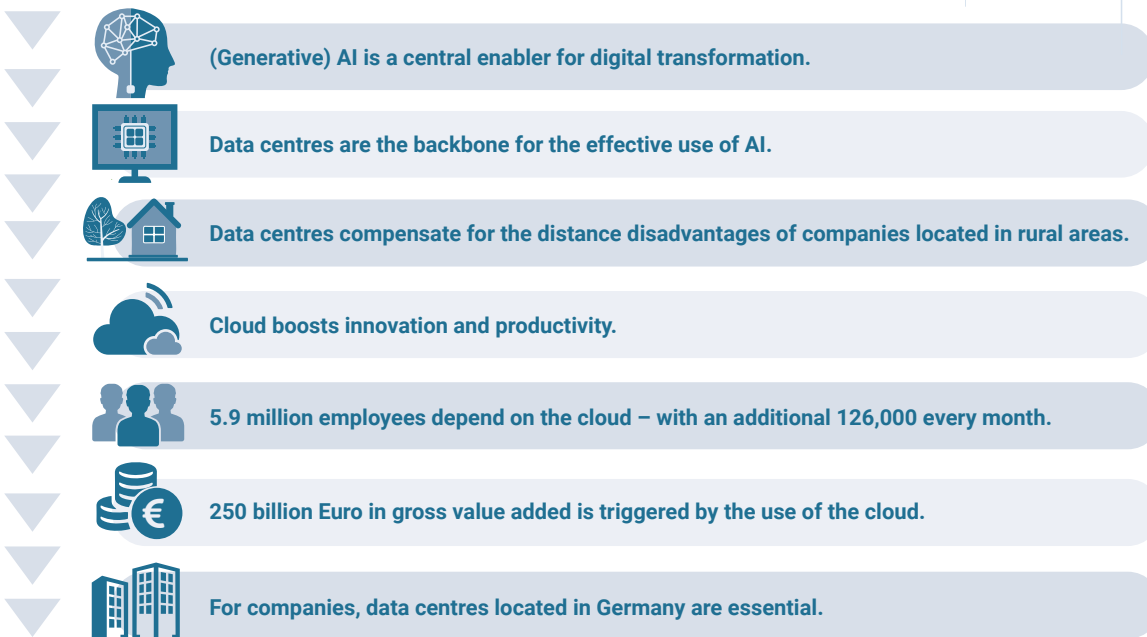 (Generative) AI is a central enabler for digital transformation.
Data centres are the backbone for the effective use of AI.
Data centres compensate for the distance disadvantages of companies located in rural areas.
Cloud boosts innovation and productivity.
5.9 million employees depend on the cloud – with an additional 126,000 every month.
€
250 billion Euro in gross value added is triggered by the use of the cloud.
For companies, data centres located in Germany are essential.